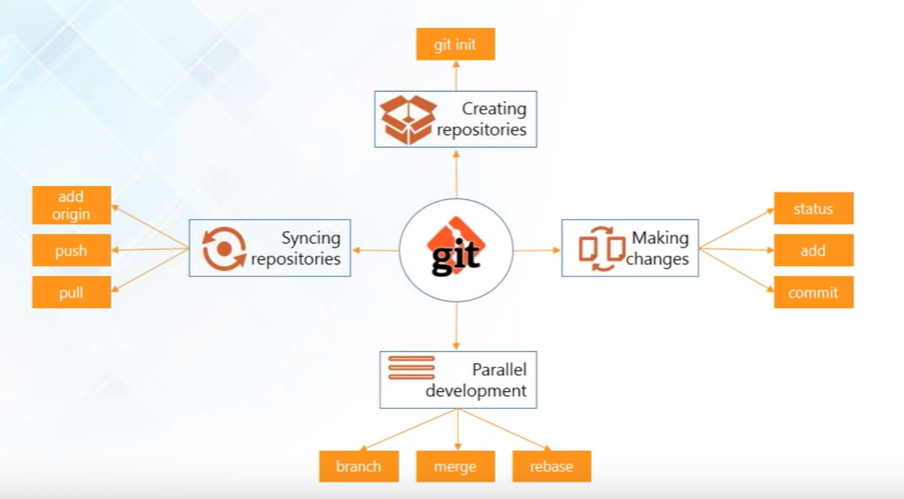 git init
Creating
repositories
add
origin
push
pull
Syncing
repositories
git
Making
changes
status
add
commit
Parallel
development
branch
merge
rebase